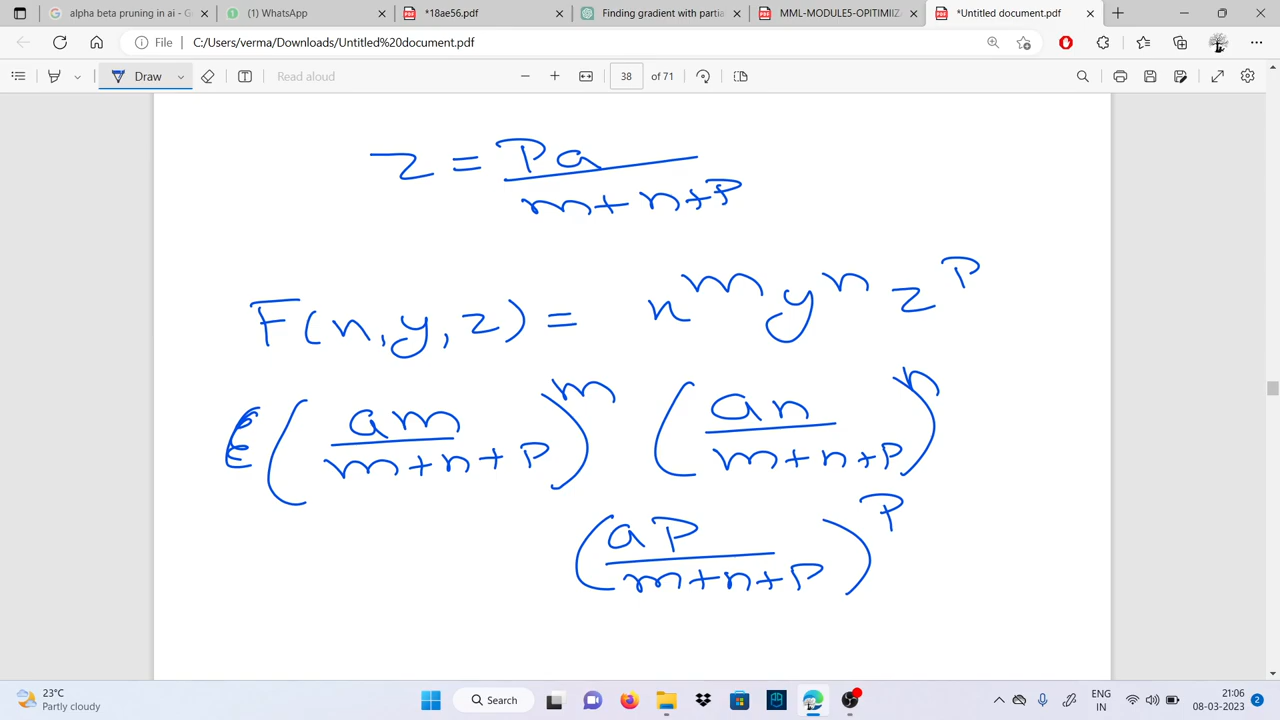 alpha beta pruning in ai - G
(1) WhatsApp
*18ae56.pdf
Finding gradient with partia
MML-MODULE5-OPITIMIZ
*Untitled document.pdf
File C:/Users/verma/Downloads/Untitled%20document.pdf
Draw Read aloud 38 of 71
z = Pa / m+n+P
F(n,y,z) = n^m y^n z^P
(am / m+n+P)^m (an / m+n+P)^n
(aP / m+n+P)^P
23°C
Partly cloudy
Search
ENG
IN
21:06
08-03-2023